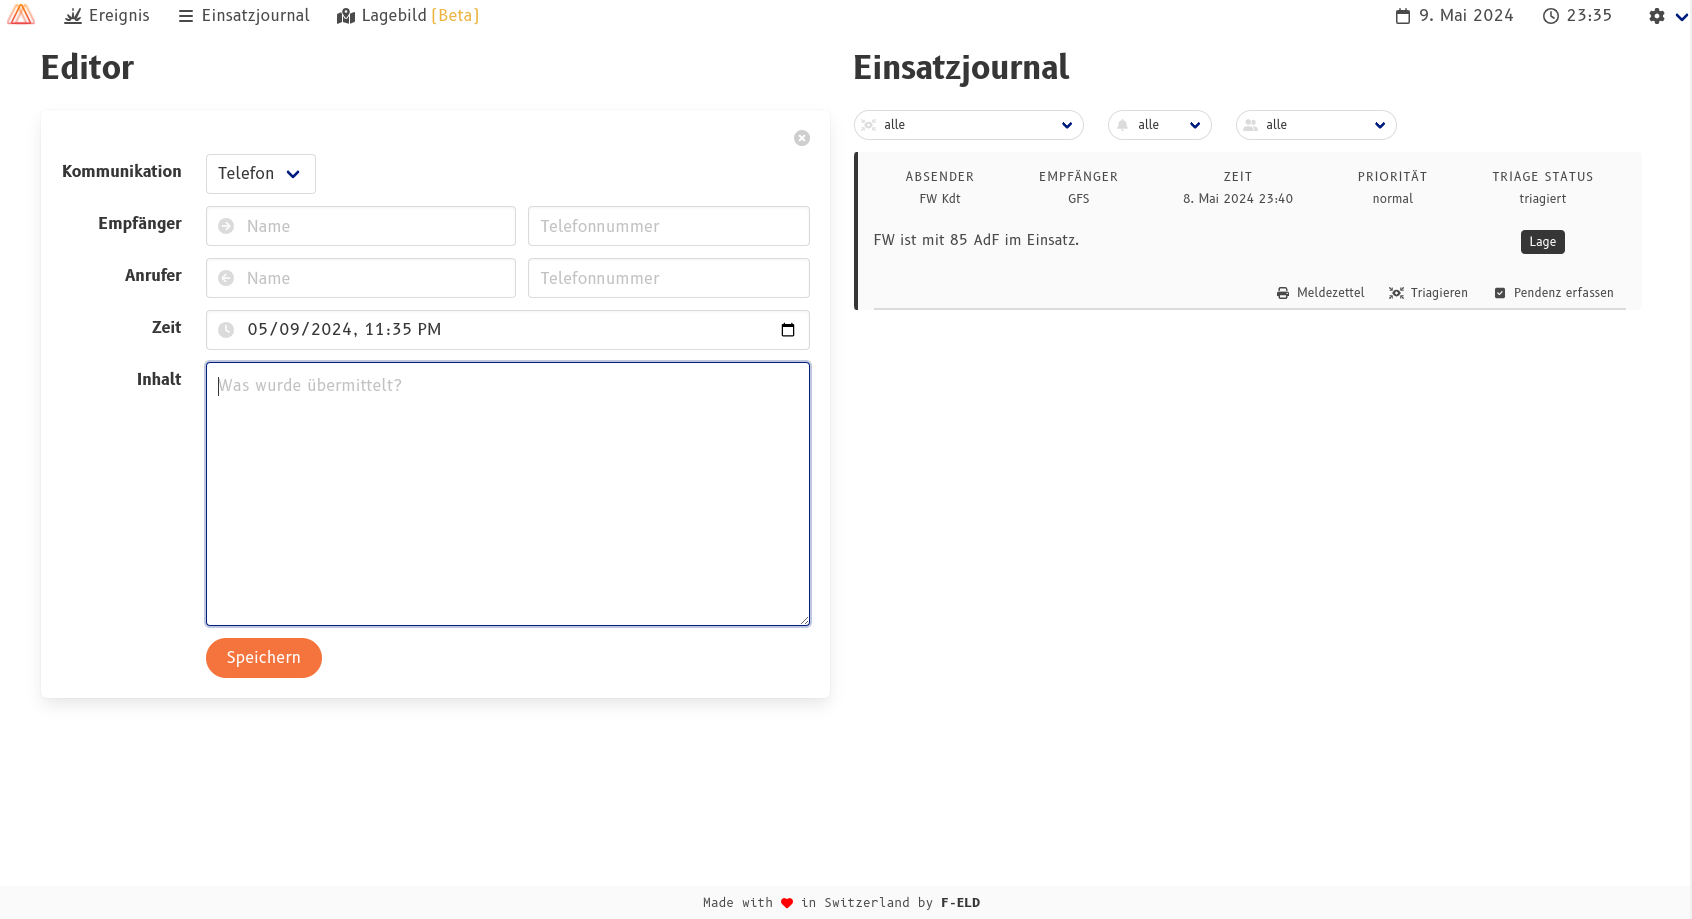 Ereignis Einsatzjournal Lagebild (Beta) 9. Mai 2024 23:35
Editor
Kommunikation Telefon
Empfänger Name Telefonnummer
Anrufer Name Telefonnummer
Zeit 05/09/2024, 11:35 PM
Inhalt Was wurde übermittelt?
Speichern
Einsatzjournal
alle alle alle
ABSENDER EMPFÄNGER ZEIT PRIORITÄT TRIAGE STATUS
FW Kdt GFS 8. Mai 2024 23:40 normal triagiert
FW ist mit 85 AdF im Einsatz. Lage
Meldezettel Triagieren Pendenz erfassen
Made with in Switzerland by F-ELD